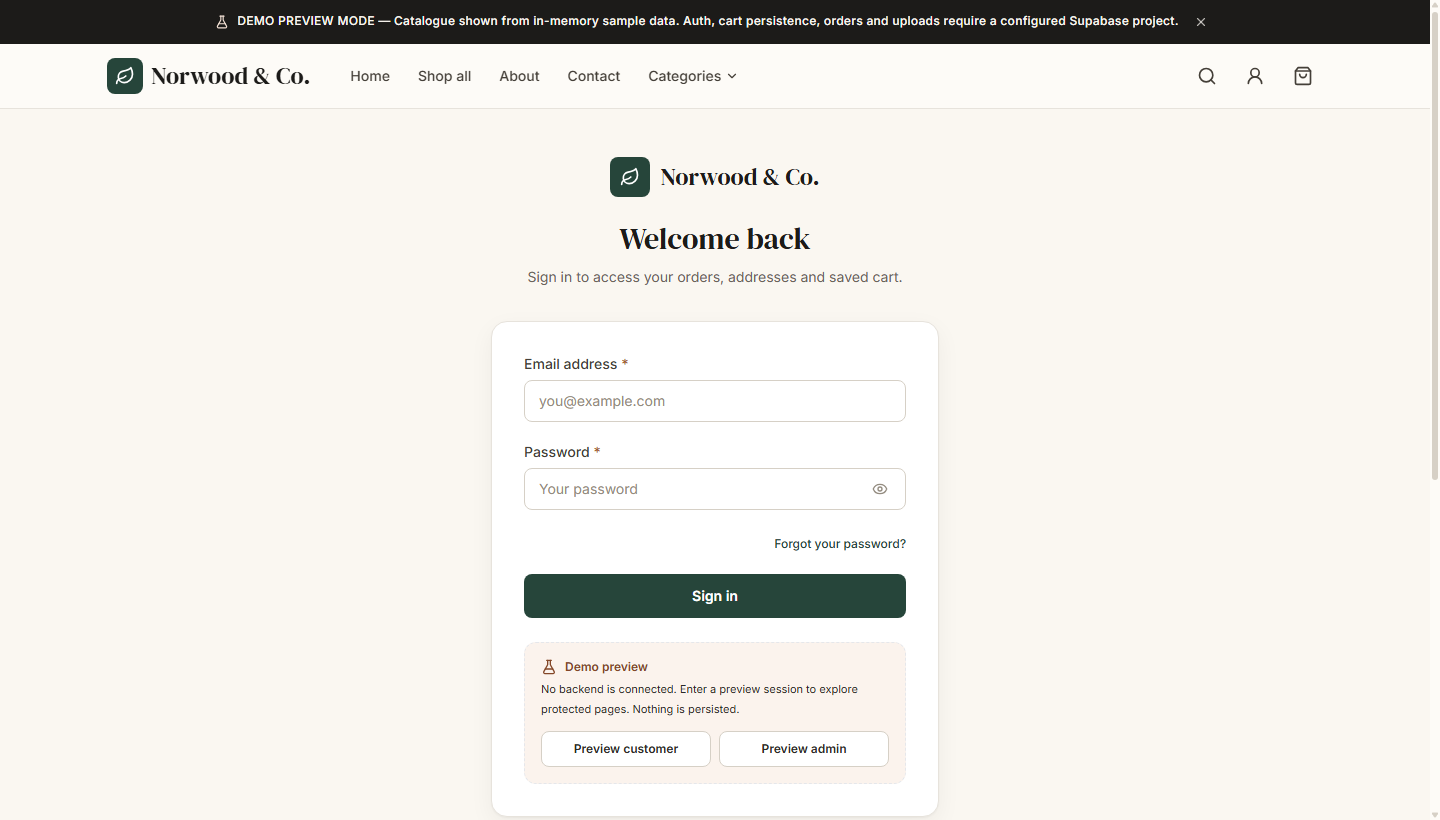 DEMO PREVIEW MODE — Catalogue shown from in-memory sample data. Auth, cart persistence, orders and uploads require a configured Supabase project.
Norwood & Co.
Home
Shop all
About
Contact
Categories
Norwood & Co.
Welcome back
Sign in to access your orders, addresses and saved cart.
Email address *
you@example.com
Password *
Your password
Forgot your password?
Sign in
Demo preview
No backend is connected. Enter a preview session to explore
protected pages. Nothing is persisted.
Preview customer
Preview admin